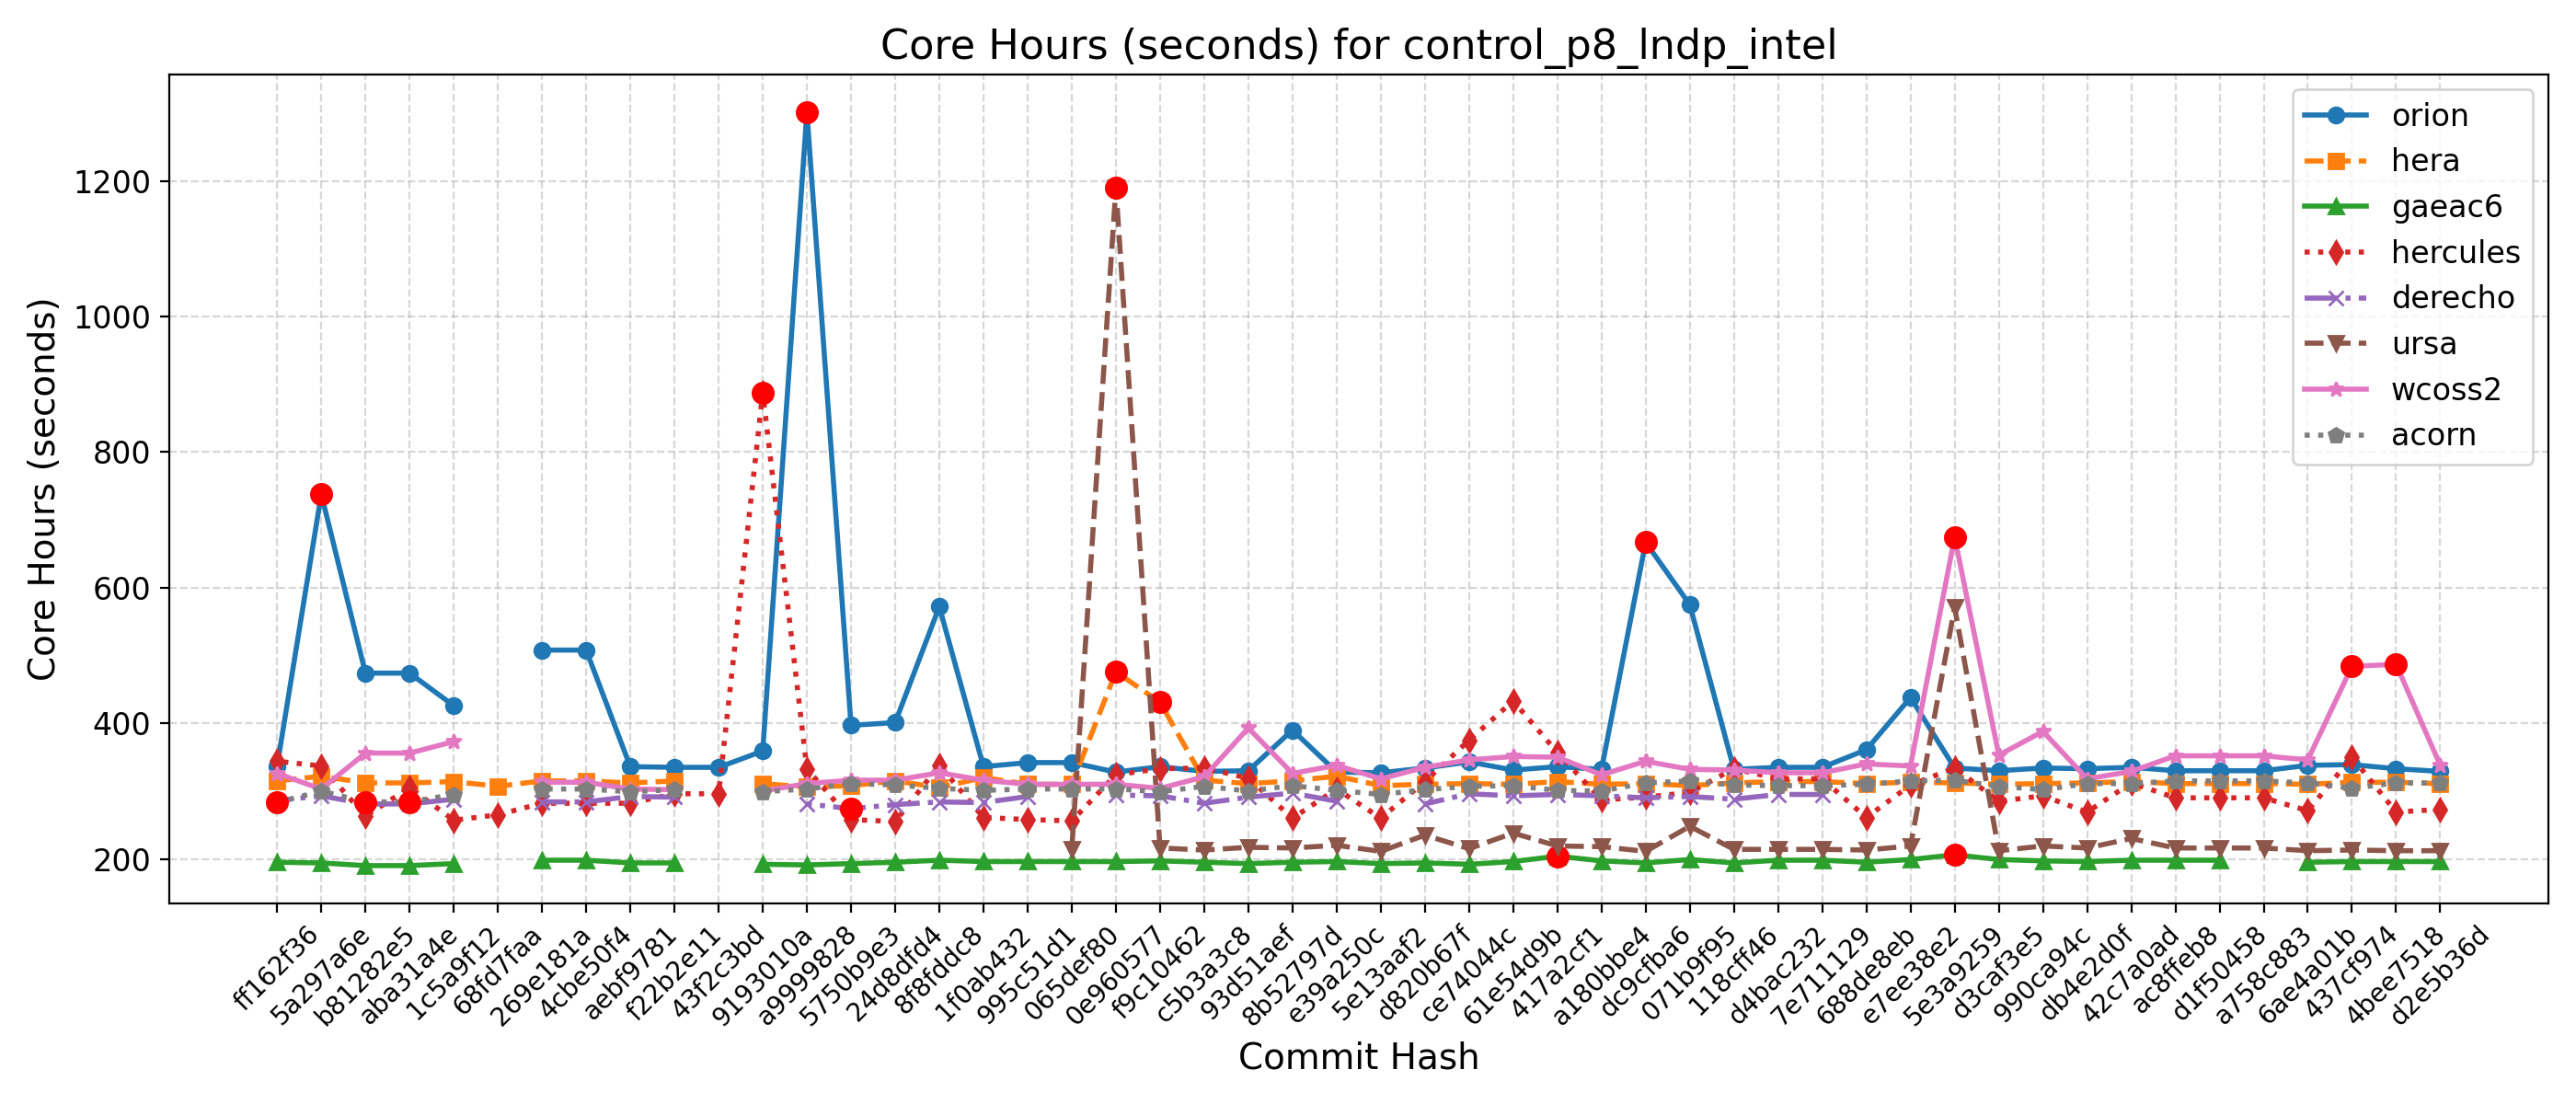 Core Hours (seconds) for control_p8_lndp_intel
Core Hours (seconds)
1200
1000
800
600
400
200
orion
hera
gaeac6
hercules
derecho
ursa
wcoss2
acorn
ff162f36
5a297a6e
b81282e5
aba31a4e
1c5a9f12
68fd7faa
269e181a
4cbe50f4
aebf9781
f22b2e11
43f2c3bd
9193010a
a9999828
5750b9e3
24d8dfd4
8f8fddc8
1f0ab432
995c51d1
065def80
0e960577
f9c10462
c5b3a3c8
93d51aef
8b52797d
e39a250c
5e13aaf2
d820b67f
ce74044c
61e54d9b
417a2cf1
a180bbe4
dc9cfba6
071b9f95
118cff46
d4bac232
7e711129
688de8eb
e7ee38e2
5e3a9259
d3caf3e5
990ca94c
db4e2d0f
42c7a0ad
ac8ffeb8
d1f50458
a758c883
6ae4a01b
437cf974
4bee7518
d2e5b36d
Commit Hash